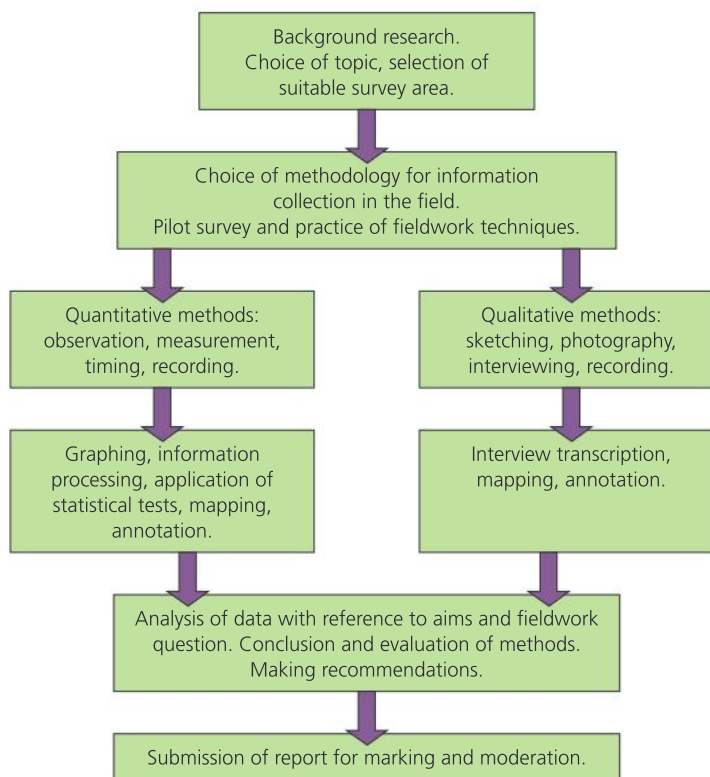 Background research.
Choice of topic, selection of
suitable survey area.
Choice of methodology for information
collection in the field.
Pilot survey and practice of fieldwork techniques.
Quantitative methods:
observation, measurement,
timing, recording.
Qualitative methods:
sketching, photography,
interviewing, recording.
Graphing, information
processing, application of
statistical tests, mapping,
annotation.
Interview transcription,
mapping, annotation.
Analysis of data with reference to aims and fieldwork
question. Conclusion and evaluation of methods.
Making recommendations.
Submission of report for marking and moderation.